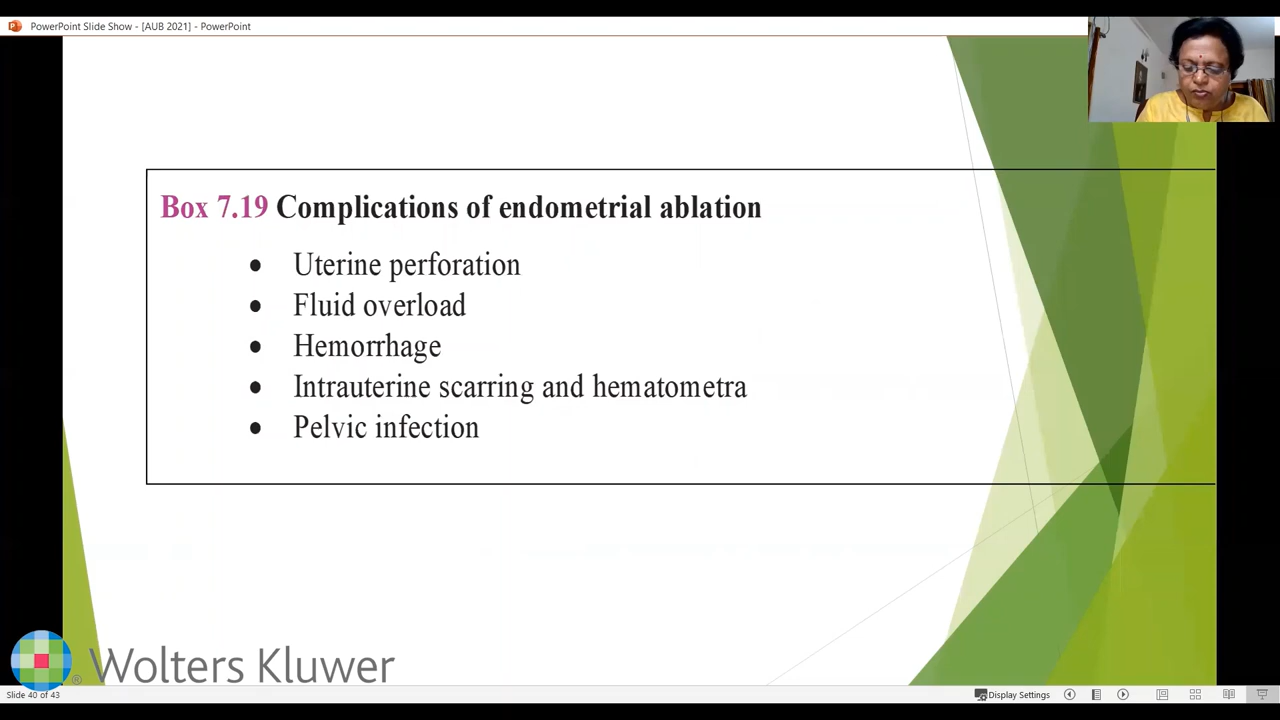 PowerPoint Slide Show - [AUB 2021] - PowerPoint
Box 7.19 Complications of endometrial ablation
• Uterine perforation
• Fluid overload
• Hemorrhage
• Intrauterine scarring and hematometra
• Pelvic infection
Wolters Kluwer
Slide 40 of 43
Display Settings